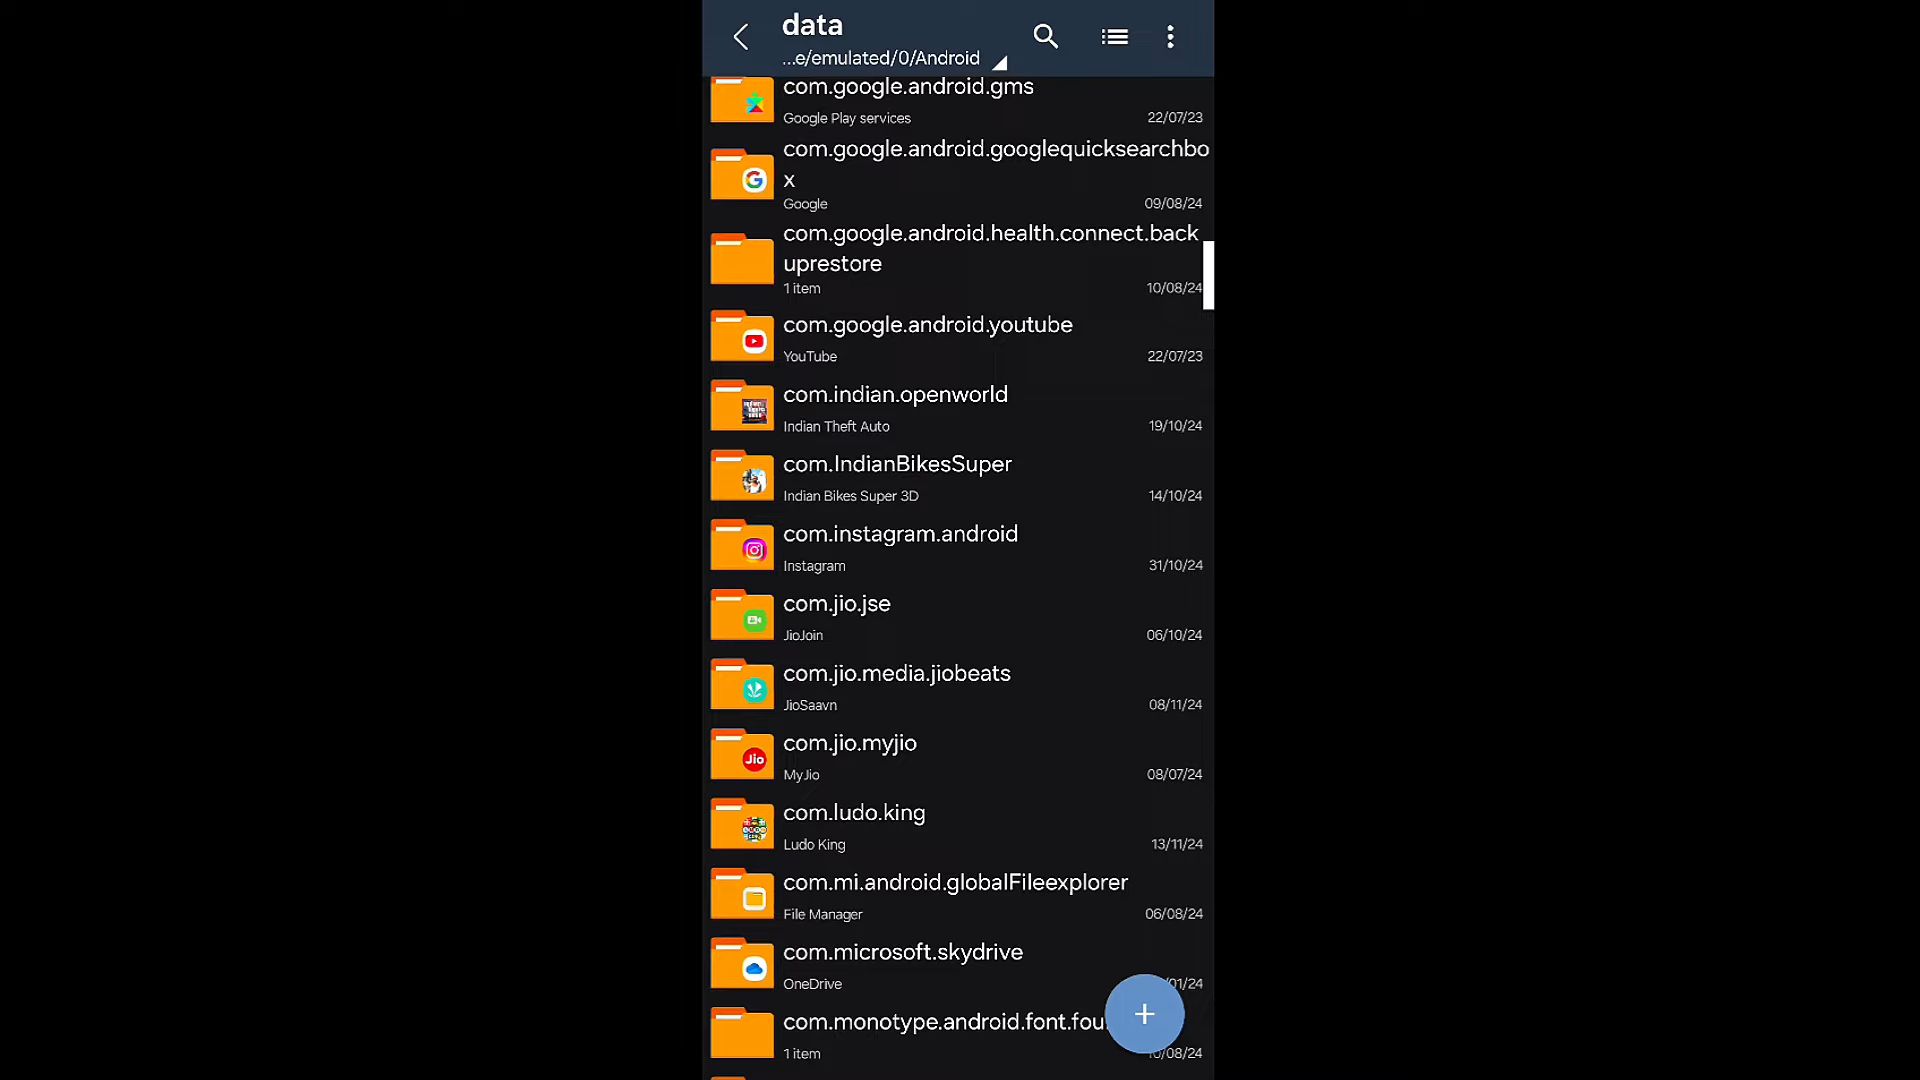 data
...e/emulated/0/Android
com.google.android.gms
Google Play services
22/07/23
com.google.android.googlequicksearchbo
x
Google
09/08/24
com.google.android.health.connect.back
uprestore
1 item
10/08/24
com.google.android.youtube
YouTube
22/07/23
com.indian.openworld
Indian Theft Auto
19/10/24
com.IndianBikesSuper
Indian Bikes Super 3D
14/10/24
com.instagram.android
Instagram
31/10/24
com.jio.jse
JioJoin
06/10/24
com.jio.media.jiobeats
JioSaavn
08/11/24
Jio
com.jio.myjio
MyJio
08/07/24
com.ludo.king
Ludo King
13/11/24
com.mi.android.globalFileexplorer
File Manager
06/08/24
com.microsoft.skydrive
OneDrive
/01/24
com.monotype.android.font.fou
1 item
10/08/24